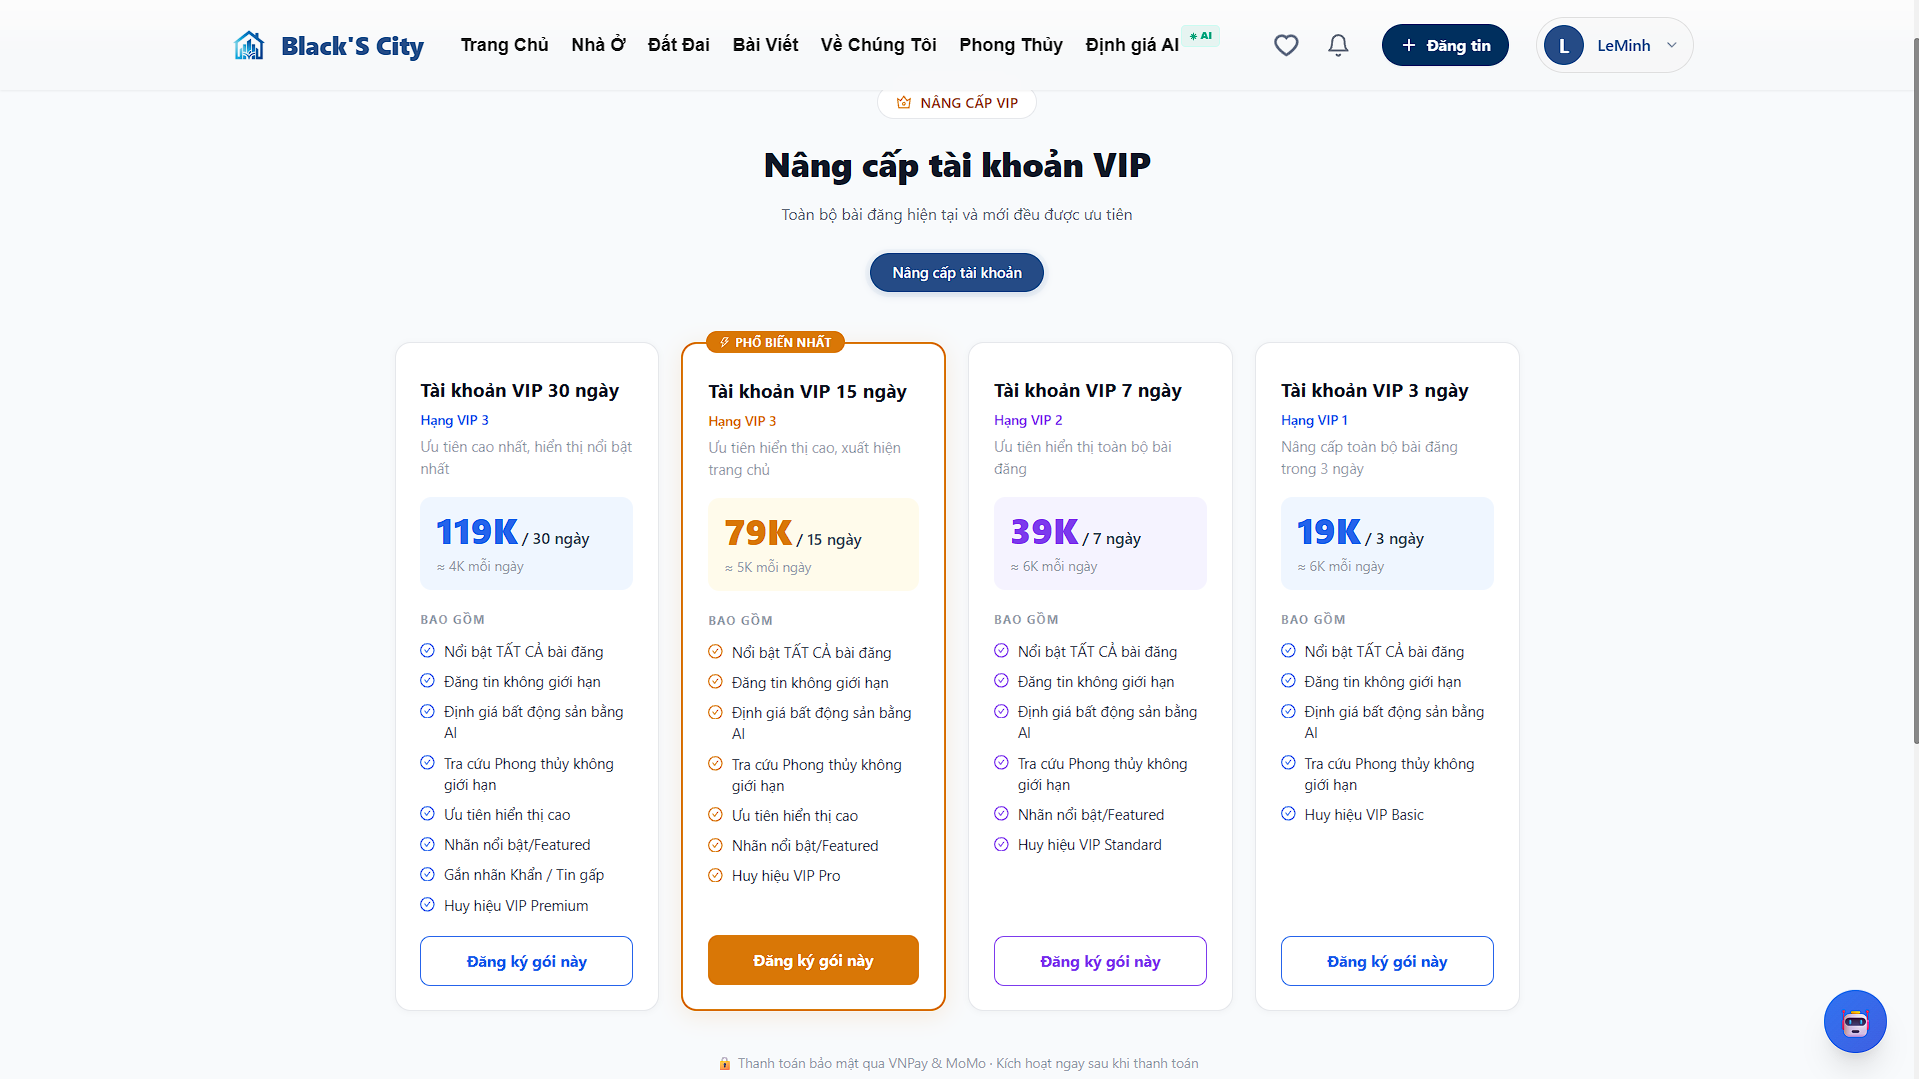 Black'S City
Trang Chủ
Nhà Ở
Đất Đai
Bài Viết
Về Chúng Tôi
Phong Thủy
Định giá AI
AI
Đăng tin
L
LeMinh
NÂNG CẤP VIP
Nâng cấp tài khoản VIP
Toàn bộ bài đăng hiện tại và mới đều được ưu tiên
Nâng cấp tài khoản
Tài khoản VIP 30 ngày
Hạng VIP 3
Ưu tiên cao nhất, hiển thị nổi bật
nhất
119K / 30 ngày
≈ 4K mỗi ngày
BAO GỒM
Nổi bật TẤT CẢ bài đăng
Đăng tin không giới hạn
Định giá bất động sản bằng
AI
Tra cứu Phong thủy không
giới hạn
Ưu tiên hiển thị cao
Nhãn nổi bật/Featured
Gắn nhãn Khẩn / Tin gấp
Huy hiệu VIP Premium
Đăng ký gói này
PHỔ BIẾN NHẤT
Tài khoản VIP 15 ngày
Hạng VIP 3
Ưu tiên hiển thị cao, xuất hiện
trang chủ
79K / 15 ngày
≈ 5K mỗi ngày
BAO GỒM
Nổi bật TẤT CẢ bài đăng
Đăng tin không giới hạn
Định giá bất động sản bằng
AI
Tra cứu Phong thủy không
giới hạn
Ưu tiên hiển thị cao
Nhãn nổi bật/Featured
Huy hiệu VIP Pro
Đăng ký gói này
Tài khoản VIP 7 ngày
Hạng VIP 2
Ưu tiên hiển thị toàn bộ bài
đăng
39K / 7 ngày
≈ 6K mỗi ngày
BAO GỒM
Nổi bật TẤT CẢ bài đăng
Đăng tin không giới hạn
Định giá bất động sản bằng
AI
Tra cứu Phong thủy không
giới hạn
Nhãn nổi bật/Featured
Huy hiệu VIP Standard
Đăng ký gói này
Tài khoản VIP 3 ngày
Hạng VIP 1
Nâng cấp toàn bộ bài đăng
trong 3 ngày
19K / 3 ngày
≈ 6K mỗi ngày
BAO GỒM
Nổi bật TẤT CẢ bài đăng
Đăng tin không giới hạn
Định giá bất động sản bằng
AI
Tra cứu Phong thủy không
giới hạn
Huy hiệu VIP Basic
Đăng ký gói này
Thanh toán bảo mật qua VNPay & MoMo · Kích hoạt ngay sau khi thanh toán